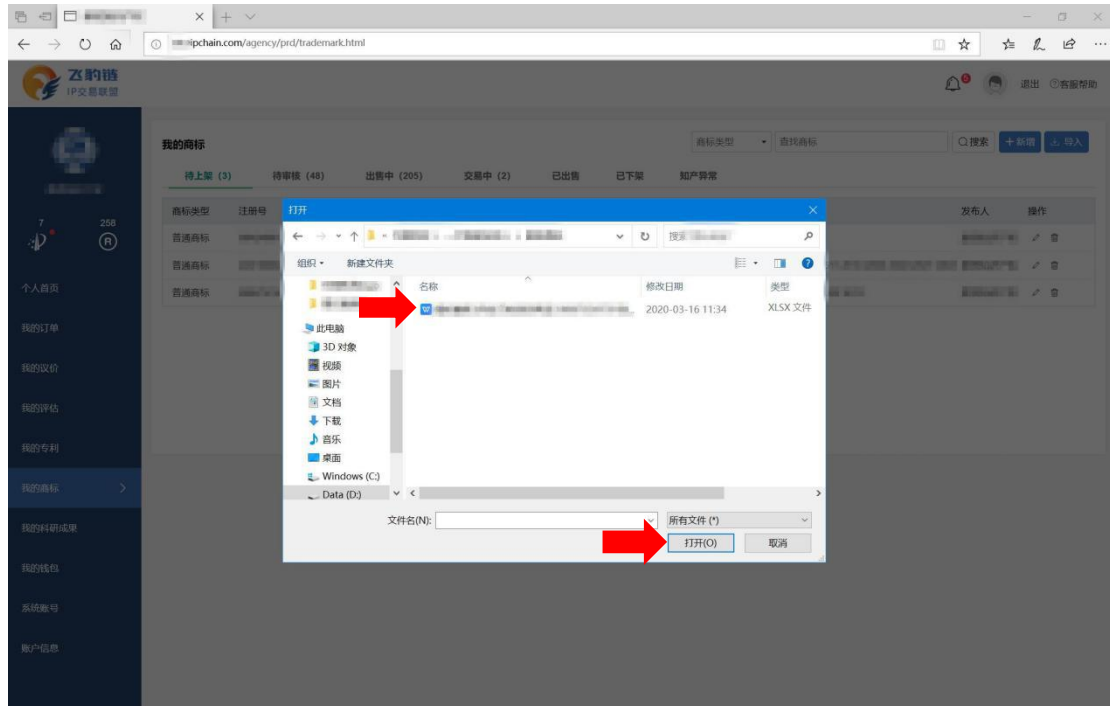 ipchain.com/agency/prd/trademark.html
飞豹链
IP交易联盟
退出 客服帮助
我的商标
商标类型 查找商标 搜索 +新增 导入
待上架 (3) 待审核 (48) 出售中 (205) 交易中 (2) 已出售 已下架 知产异常
商标类型 注册号 发布人 操作
普通商标
普通商标
普通商标
7 258
R
个人首页
我的订单
我的议价
我的评估
我的专利
我的商标
我的科研成果
我的钱包
系统账号
账户信息
打开
搜索
组织 新建文件夹
名称 修改日期 类型
2020-03-16 11:34 XLSX 文件
此电脑
3D 对象
视频
图片
文档
下载
音乐
桌面
Windows (C:)
Data (D:)
文件名(N): 所有文件 (*)
打开(O) 取消